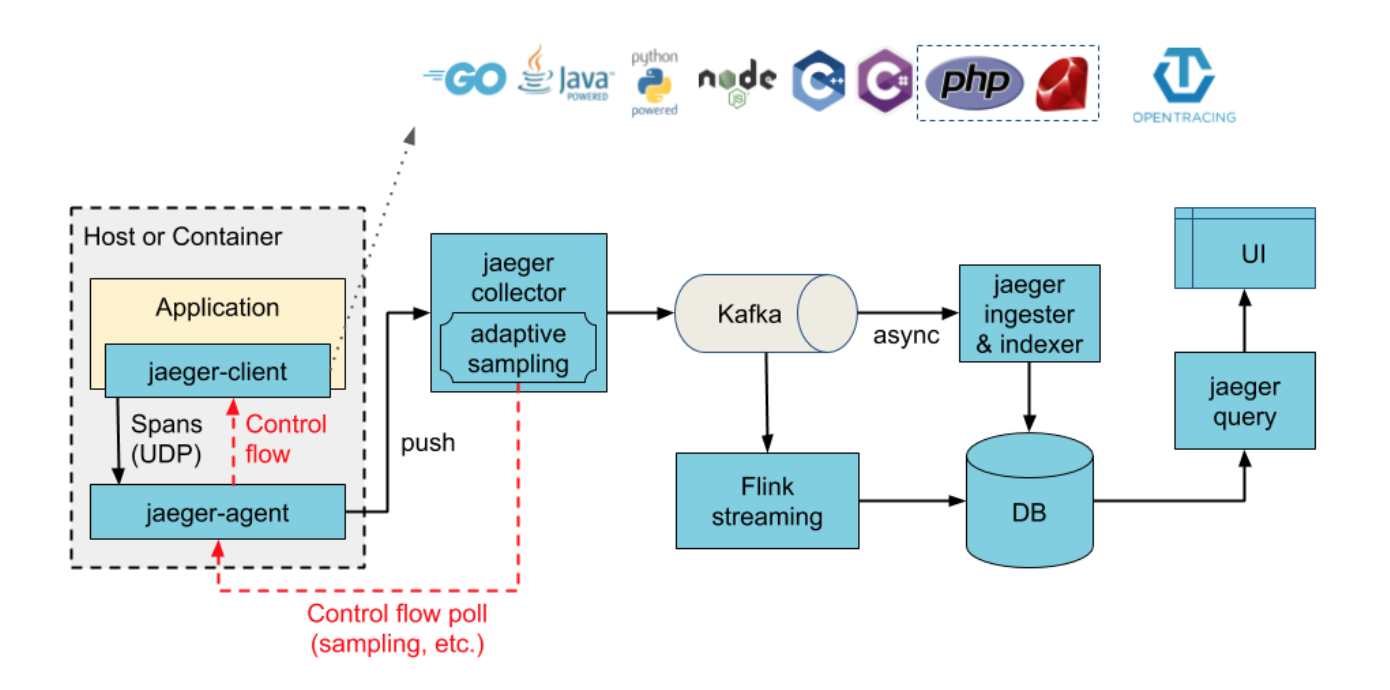 GO
Java
POWERED
python
powered
node
JS
C++
C#
php
OPENTRACING
Host or Container
Application
jaeger-client
Spans
(UDP)
Control
flow
jaeger-agent
push
jaeger
collector
adaptive
sampling
Control flow poll
(sampling, etc.)
Kafka
async
jaeger
ingester
& indexer
Flink
streaming
DB
jaeger
query
UI